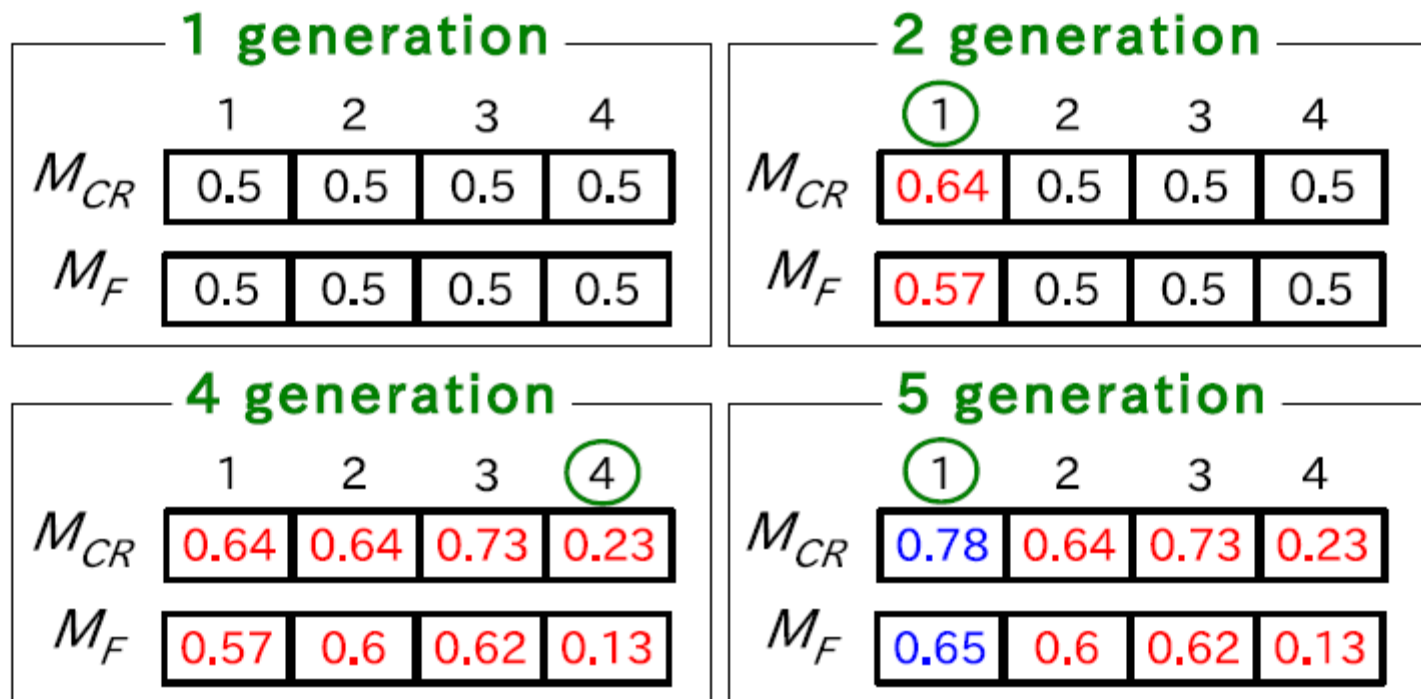 1 generation
1 2 3 4
M_CR 0.5 0.5 0.5 0.5
M_F 0.5 0.5 0.5 0.5
2 generation
1 2 3 4
M_CR 0.64 0.5 0.5 0.5
M_F 0.57 0.5 0.5 0.5
4 generation
1 2 3 4
M_CR 0.64 0.64 0.73 0.23
M_F 0.57 0.6 0.62 0.13
5 generation
1 2 3 4
M_CR 0.78 0.64 0.73 0.23
M_F 0.65 0.6 0.62 0.13